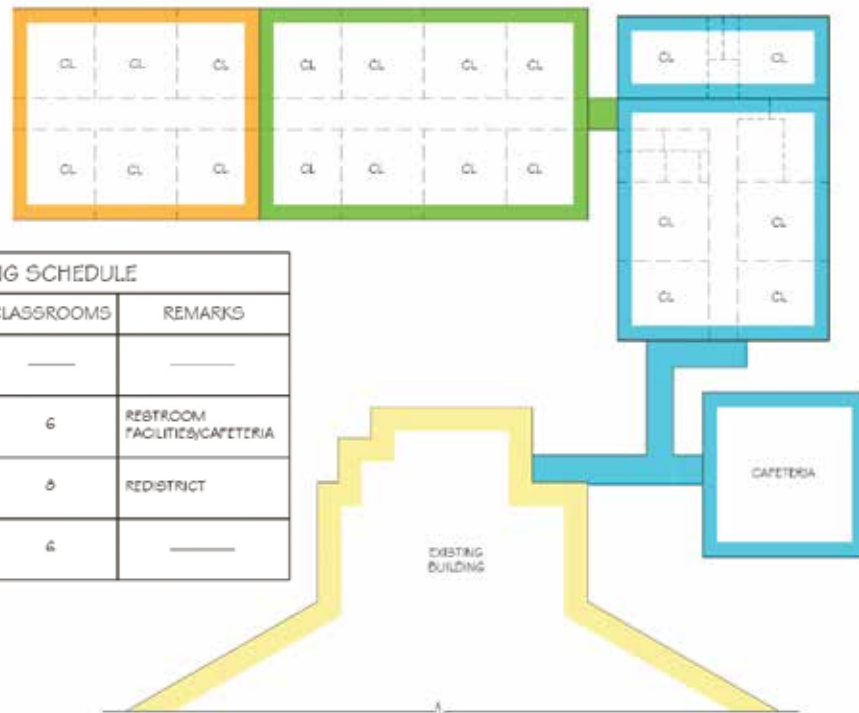 CL CL CL CL CL CL CL CL CL
CL CL CL CL CL CL CL
CL CL
CL CL
NG SCHEDULE
CLASSROOMS REMARKS
6 RESTROOM
FACILITIES/CAFETERIA
8 REDISTRICT
6
CAFETERIA
EXISTING
BUILDING